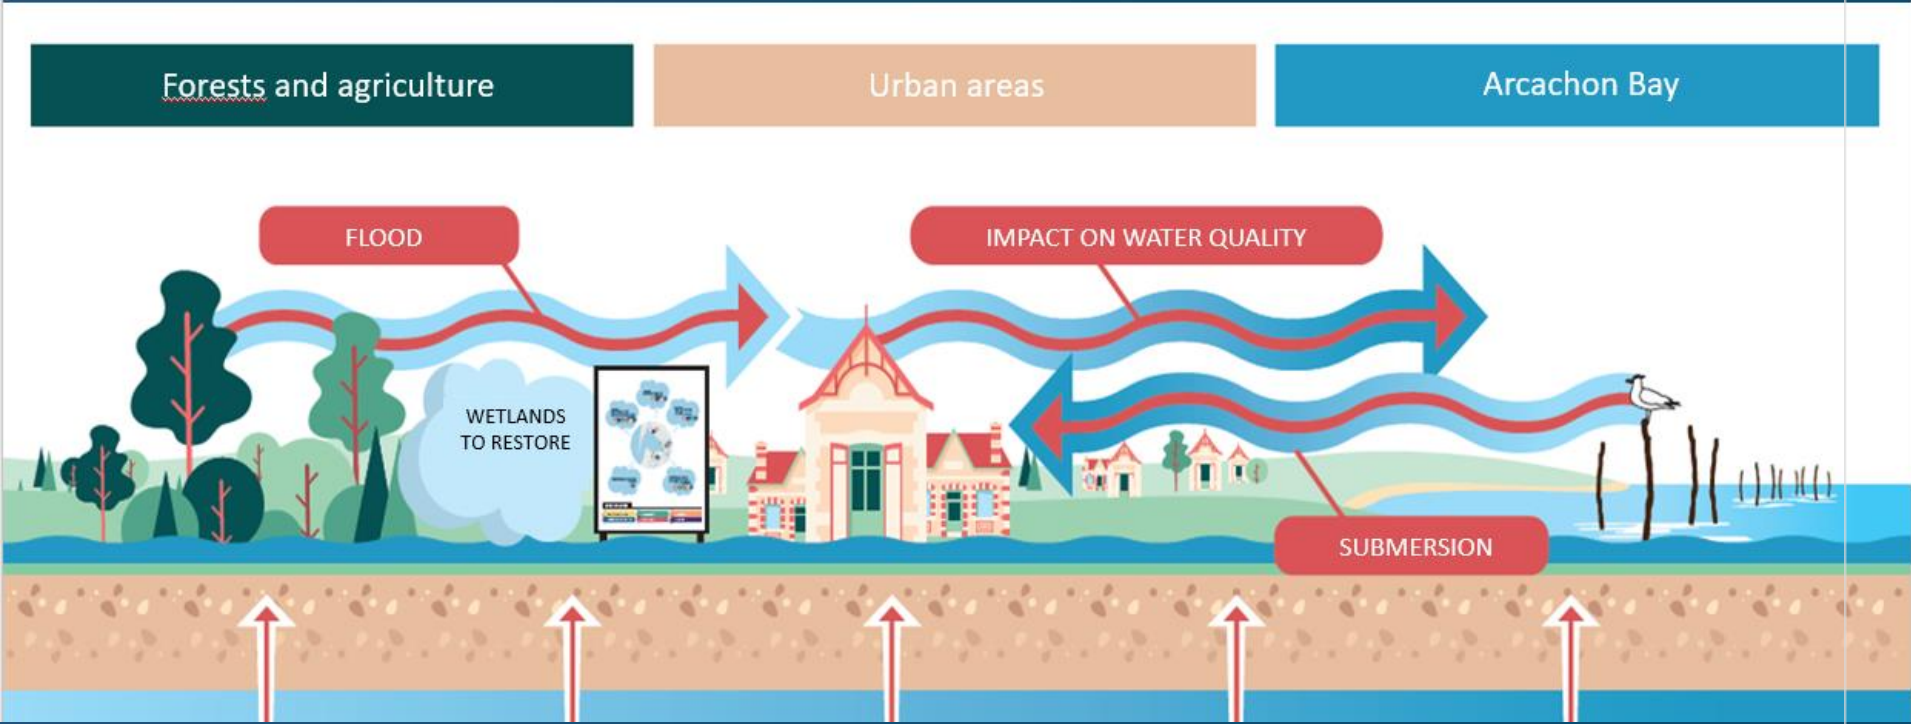 Forests and agriculture
Urban areas
Arcachon Bay
FLOOD
IMPACT ON WATER QUALITY
WETLANDS
TO RESTORE
SUBMERSION